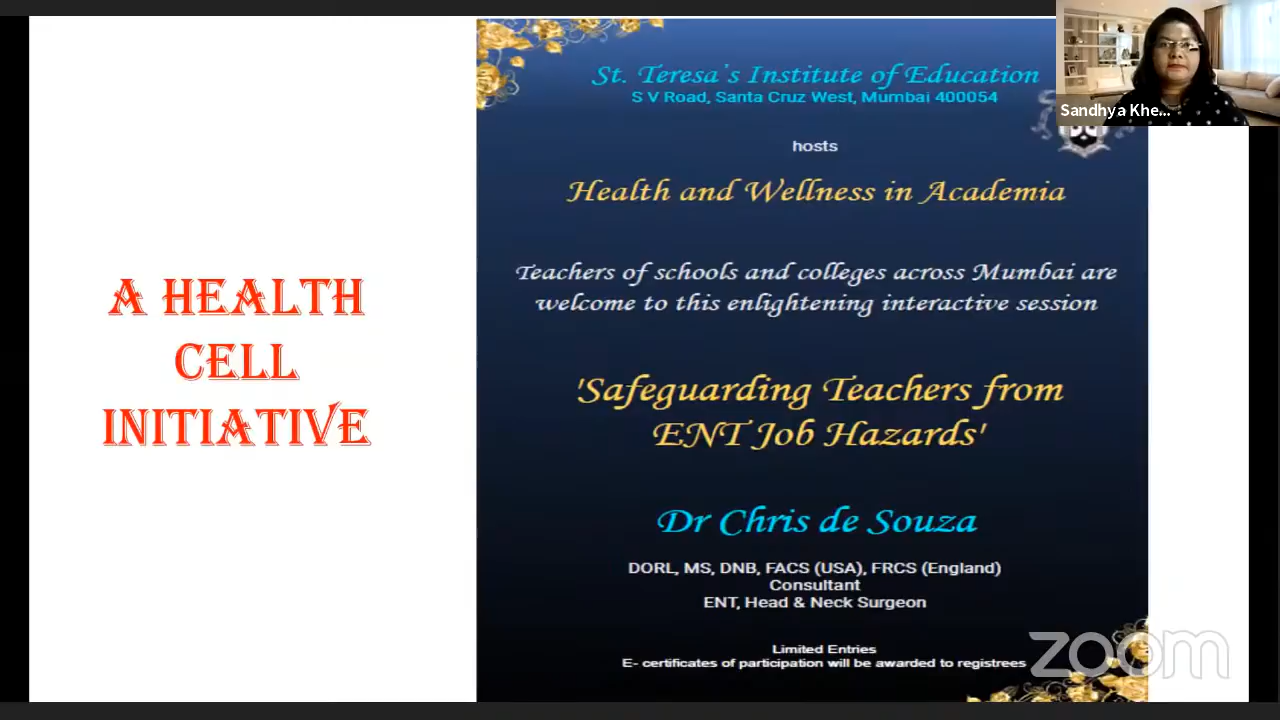 A HEALTH
CELL
INITIATIVE
St. Teresa's Institute of Education
S V Road, Santa Cruz West, Mumbai 400054
hosts
Health and Wellness in Academia
Teachers of schools and colleges across Mumbai are
welcome to this enlightening interactive session
'Safeguarding Teachers from
ENT Job Hazards'
Dr Chris de Souza
DORL, MS, DNB, FACS (USA), FRCS (England)
Consultant
ENT, Head & Neck Surgeon
Limited Entries
E- certificates of participation will be awarded to registrees
Sandhya Khe...
zoom